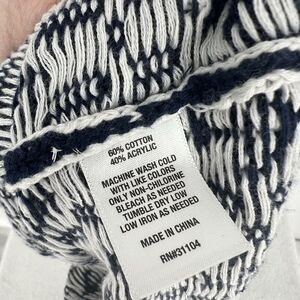 60% COTTON
40% ACRYLIC
MACHINE WASH COLD
WITH LIKE COLORS
ONLY NON-CHLORINE
BLEACH AS NEEDED
TUMBLE DRY LOW
LOW IRON AS NEEDED
MADE IN CHINA
RN#31104